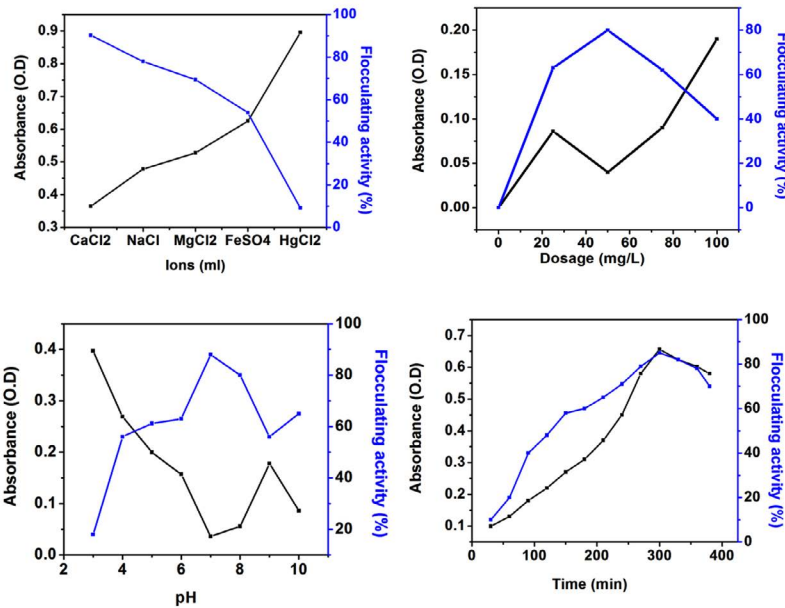 Absorbance (O.D)
0.9
0.8
0.7
0.6
0.5
0.4
0.3
CaCl2 NaCl MgCl2 FeSO4 HgCl2
Ions (ml)
100
80
60
40
20
10
0
Flocculating activity (%)
Absorbance (O.D)
0.20
0.15
0.10
0.05
0.00
0 20 40 60 80 100
Dosage (mg/L)
80
60
40
20
0
Flocculating activity (%)
Absorbance (O.D)
0.4
0.3
0.2
0.1
0.0
2 4 6 8 10
pH
100
80
60
40
20
Flocculating activity (%)
Absorbance (O.D)
0.7
0.6
0.5
0.4
0.3
0.2
0.1
0 100 200 300 400
Time (min)
100
80
60
40
20
0
Flocculating activity (%)